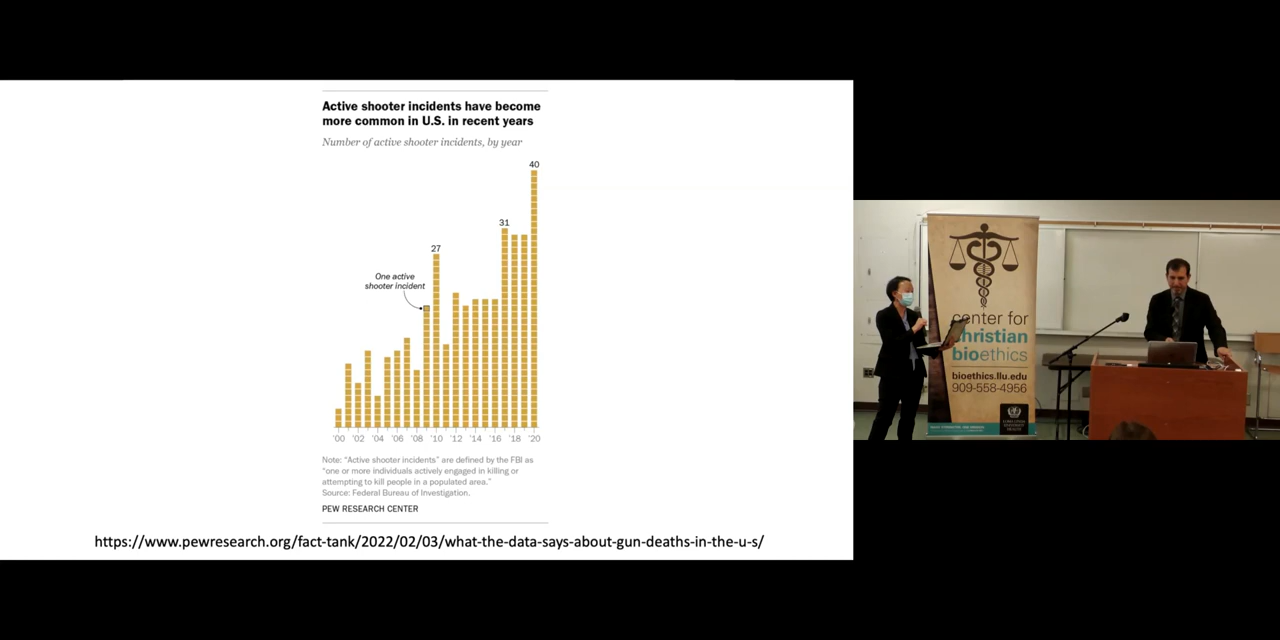 Active shooter incidents have become
more common in U.S. in recent years
Number of active shooter incidents, by year
40
31
27
One active
shooter incident
'00 '02 '04 '06 '08 '10 '12 '14 '16 '18 '20
Note: “Active shooter incidents” are defined by the FBI as
“one or more individuals actively engaged in killing or
attempting to kill people in a populated area.”
Source: Federal Bureau of Investigation.
PEW RESEARCH CENTER
https://www.pewresearch.org/fact-tank/2022/02/03/what-the-data-says-about-gun-deaths-in-the-u-s/
center for
christian
bioethics
bioethics.llu.edu
909-558-4956
LOMA LINDA
UNIVERSITY
HEALTH